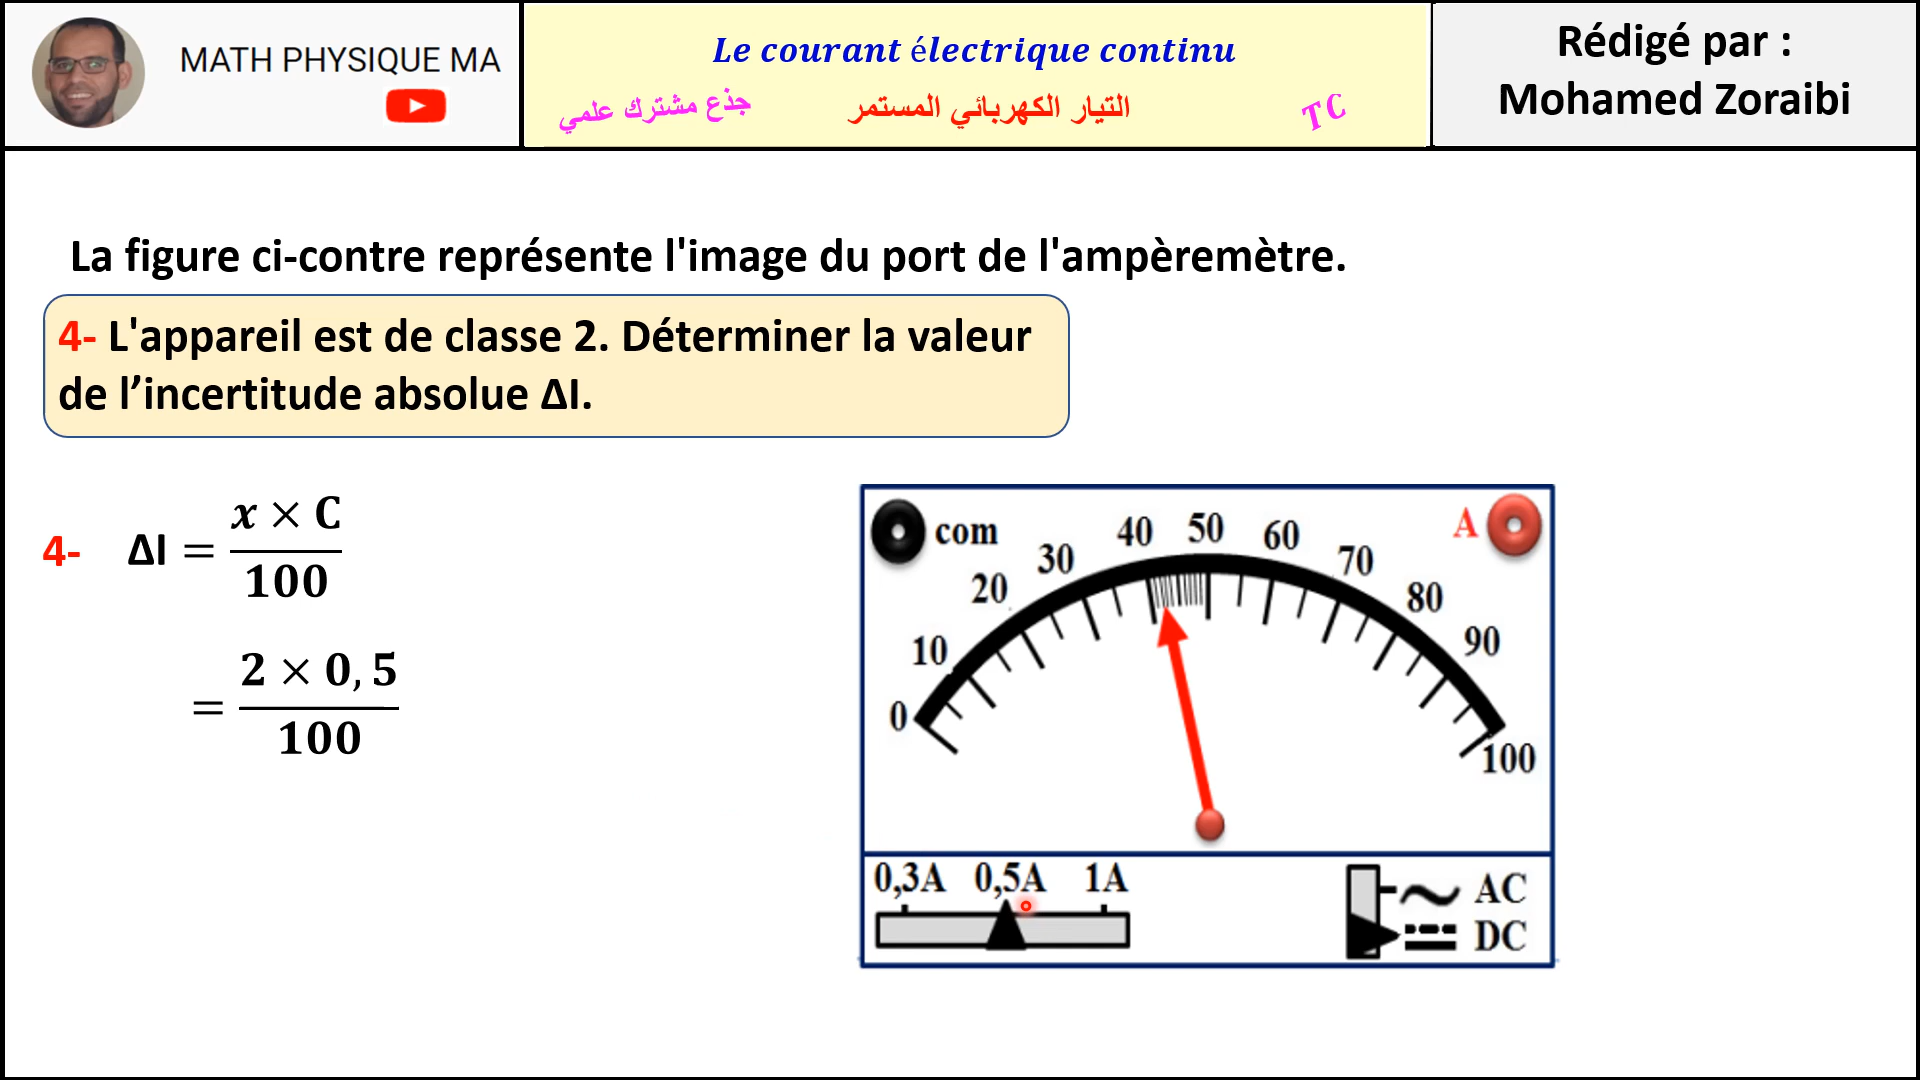 MATH PHYSIQUE MA
Le courant électrique continu
جذع مشترك علمي
التيار الكهربائي المستمر
TC
Rédigé par :
Mohamed Zoraibi
La figure ci-contre représente l'image du port de l'ampèremètre.
4- L'appareil est de classe 2. Déterminer la valeur
de l’incertitude absolue ΔI.
4- ΔI = x × C / 100
= 2 × 0,5 / 100
com
A
0
10
20
30
40
50
60
70
80
90
100
0,3A 0,5A 1A
AC
DC